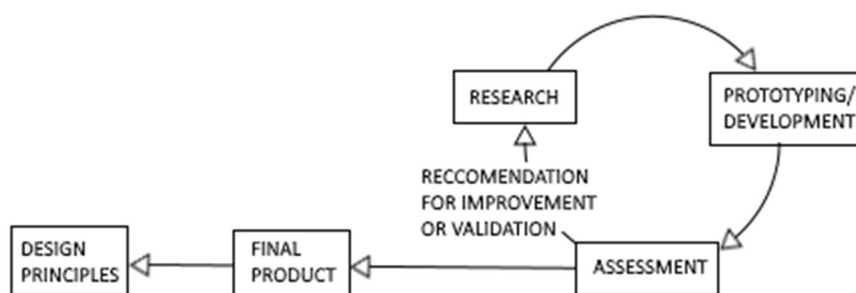 RESEARCH
PROTOTYPING/
DEVELOPMENT
RECCOMENDATION
FOR IMPROVEMENT
OR VALIDATION
ASSESSMENT
FINAL
PRODUCT
DESIGN
PRINCIPLES